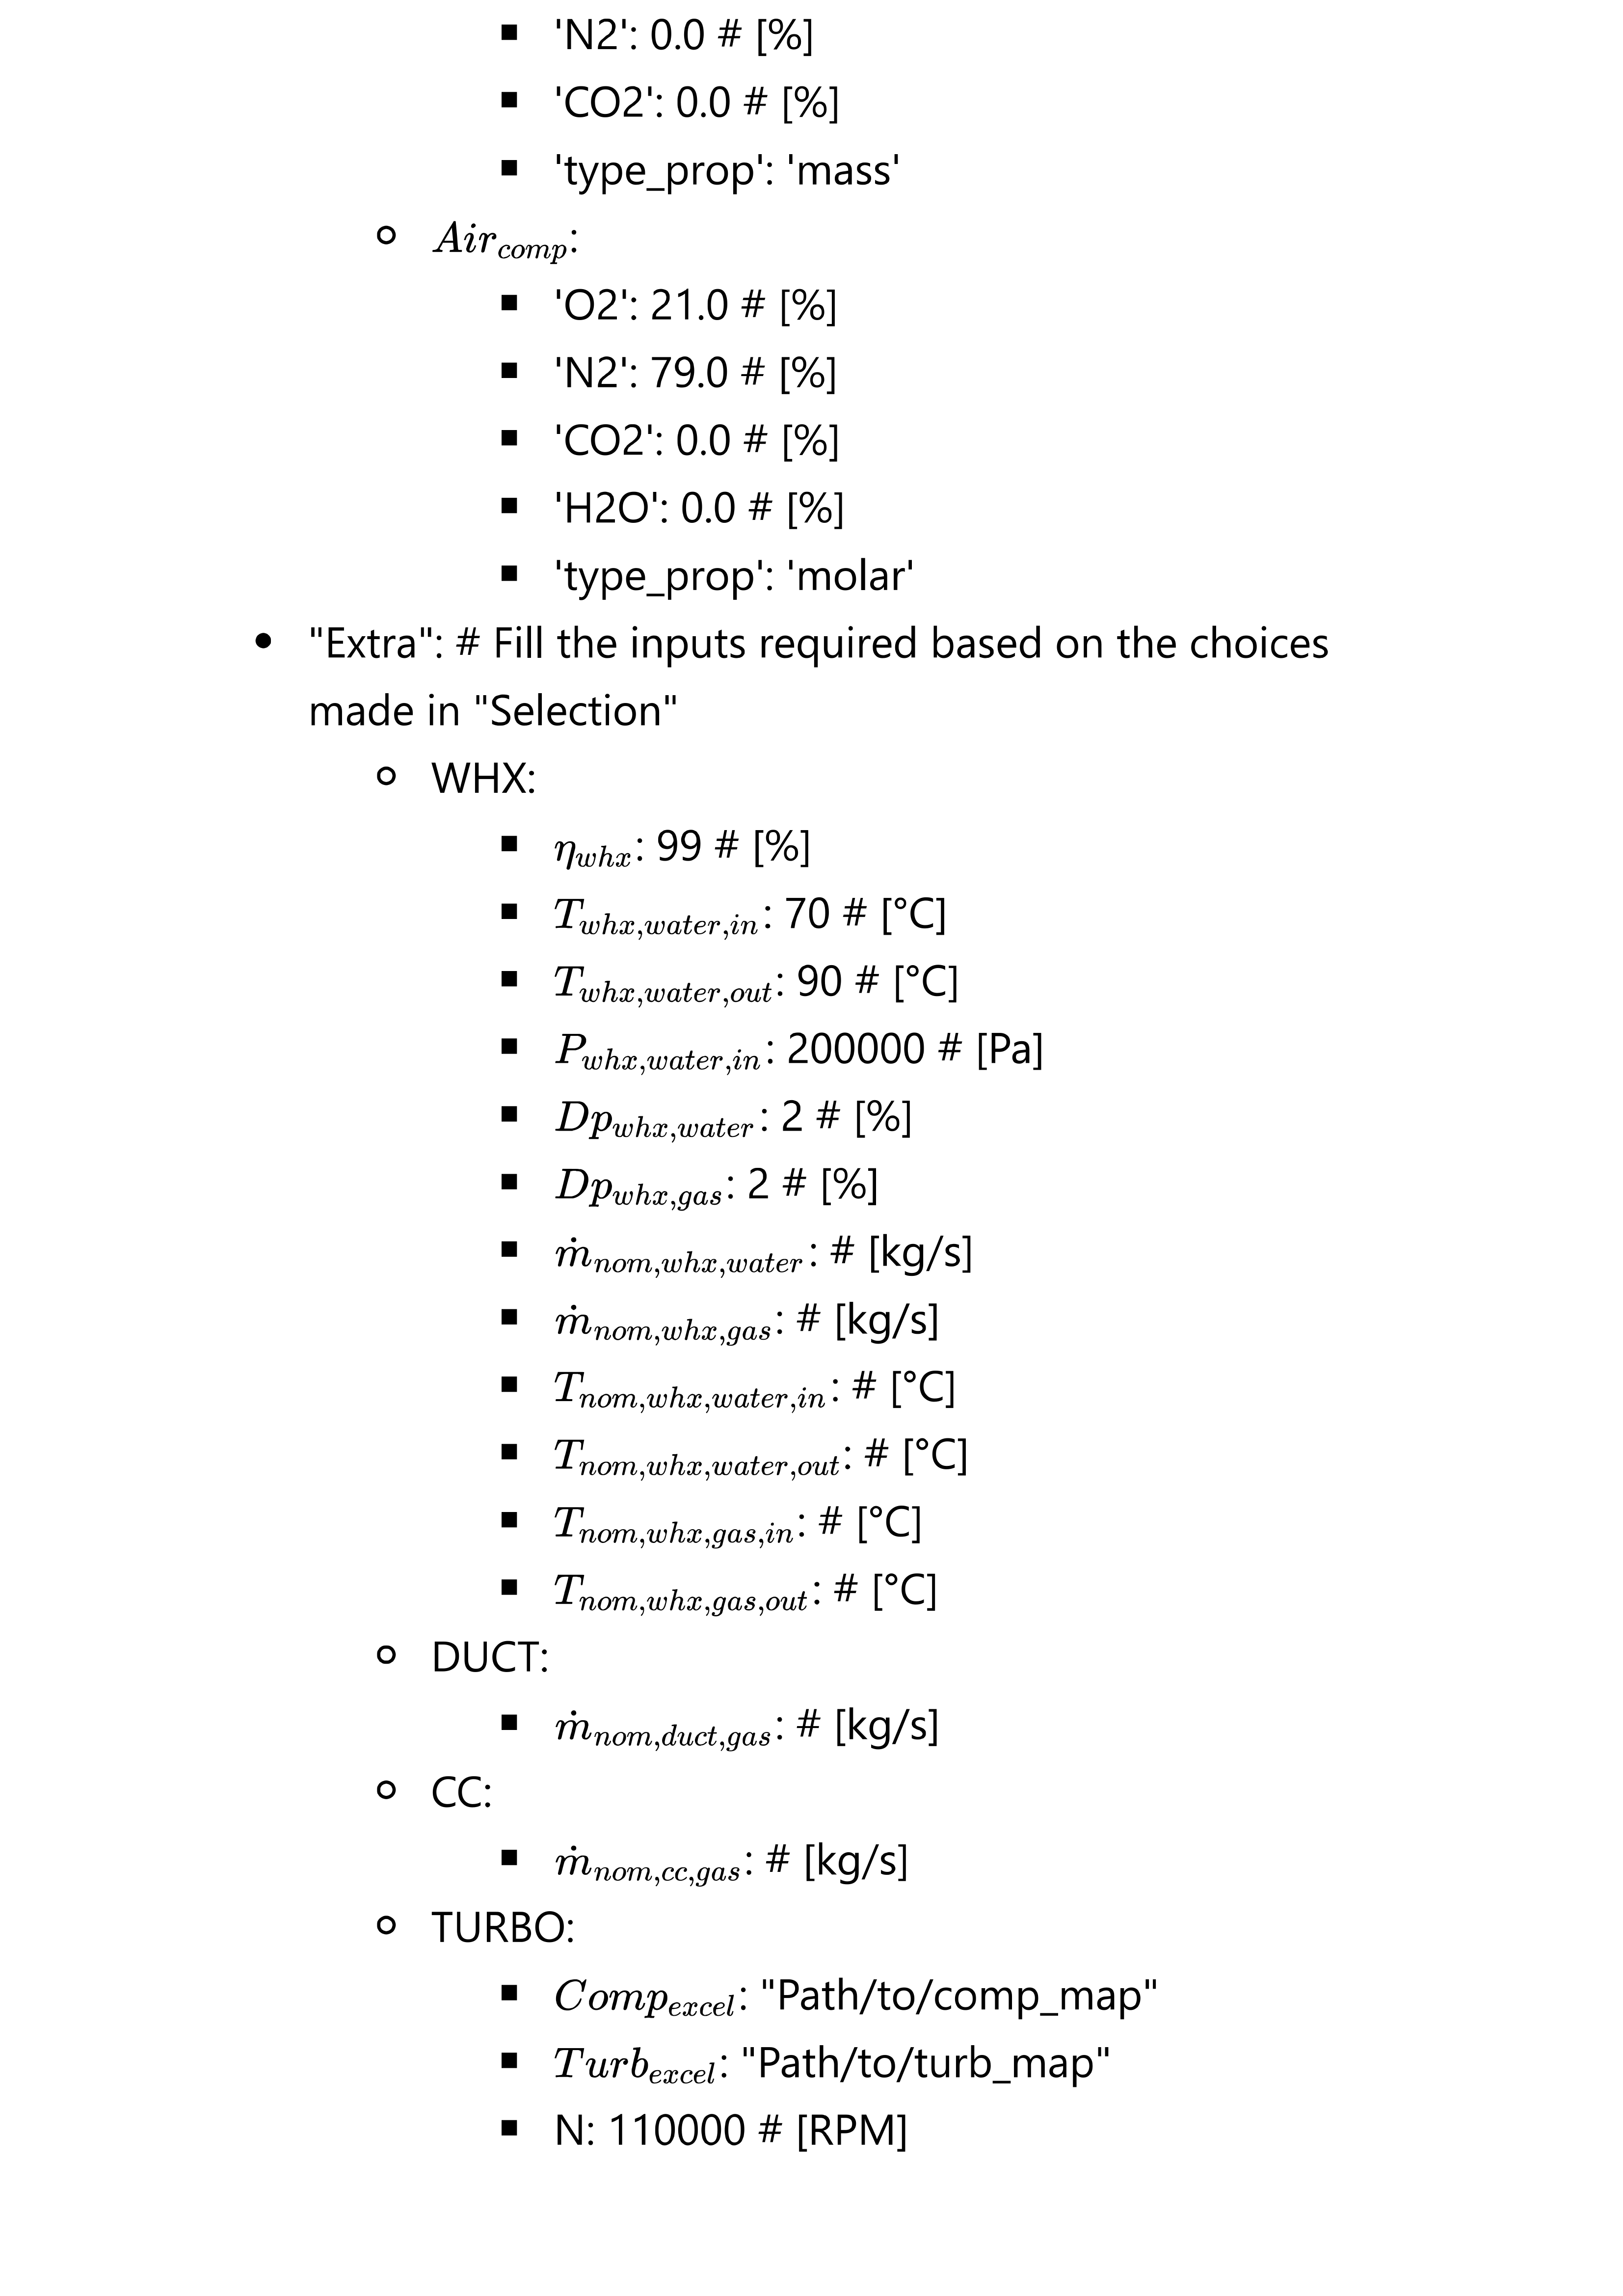 ▪ 'N2': 0.0 # [%]
▪ 'CO2': 0.0 # [%]
▪ 'type_prop': 'mass'
○ $Air_{comp}$:
▪ 'O2': 21.0 # [%]
▪ 'N2': 79.0 # [%]
▪ 'CO2': 0.0 # [%]
▪ 'H2O': 0.0 # [%]
▪ 'type_prop': 'molar'
● "Extra": # Fill the inputs required based on the choices
made in "Selection"
○ WHX:
▪ $\eta_{whx}$: 99 # [%]
▪ $T_{whx,water,in}$: 70 # [°C]
▪ $T_{whx,water,out}$: 90 # [°C]
▪ $P_{whx,water,in}$: 200000 # [Pa]
▪ $Dp_{whx,water}$: 2 # [%]
▪ $Dp_{whx,gas}$: 2 # [%]
▪ $\dot{m}_{nom,whx,water}$: # [kg/s]
▪ $\dot{m}_{nom,whx,gas}$: # [kg/s]
▪ $T_{nom,whx,water,in}$: # [°C]
▪ $T_{nom,whx,water,out}$: # [°C]
▪ $T_{nom,whx,gas,in}$: # [°C]
▪ $T_{nom,whx,gas,out}$: # [°C]
○ DUCT:
▪ $\dot{m}_{nom,duct,gas}$: # [kg/s]
○ CC:
▪ $\dot{m}_{nom,cc,gas}$: # [kg/s]
○ TURBO:
▪ $Comp_{excel}$: "Path/to/comp_map"
▪ $Turb_{excel}$: "Path/to/turb_map"
▪ N: 110000 # [RPM]